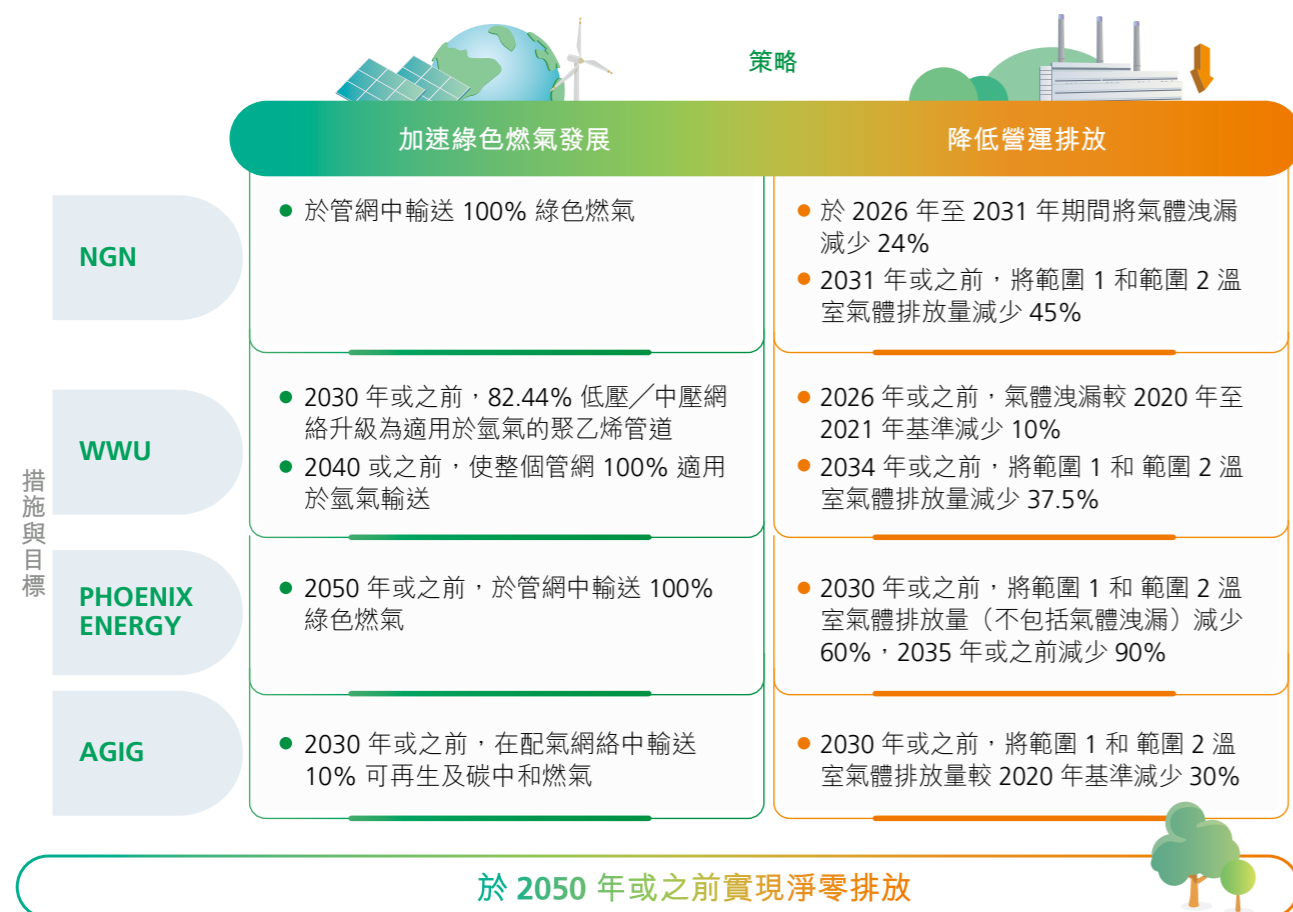 策略
加速綠色燃氣發展
降低營運排放
措施與目標
NGN
於管網中輸送 100% 綠色燃氣
於 2026 年至 2031 年期間將氣體洩漏
減少 24%
2031 年或之前，將範圍 1 和範圍 2 溫
室氣體排放量減少 45%
WWU
2030 年或之前，82.44% 低壓／中壓網
絡升級為適用於氫氣的聚乙烯管道
2040 或之前，使整個管網 100% 適用
於氫氣輸送
2026 年或之前，氣體洩漏較 2020 年至
2021 年基準減少 10%
2034 年或之前，將範圍 1 和 範圍 2 溫
室氣體排放量減少 37.5%
PHOENIX
ENERGY
2050 年或之前，於管網中輸送 100%
綠色燃氣
2030 年或之前，將範圍 1 和 範圍 2 溫
室氣體排放量（不包括氣體洩漏）減少
60%，2035 年或之前減少 90%
AGIG
2030 年或之前，在配氣網絡中輸送
10% 可再生及碳中和燃氣
2030 年或之前，將範圍 1 和 範圍 2 溫
室氣體排放量較 2020 年基準減少 30%
於 2050 年或之前實現淨零排放